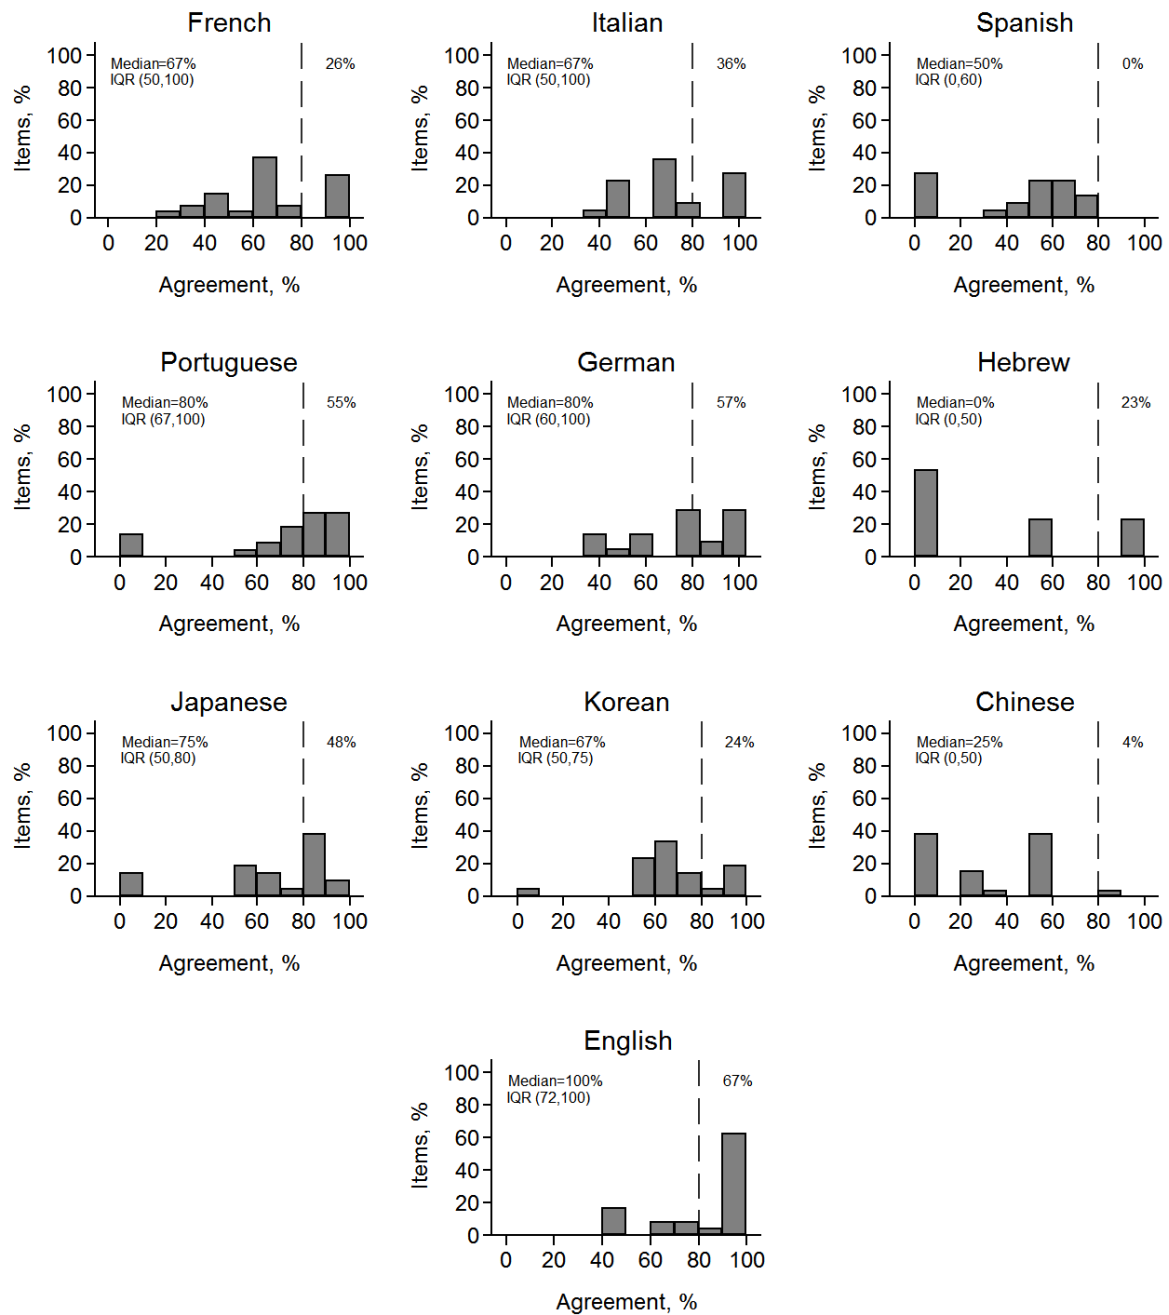 French
Median=67%
IQR (50,100)
26%
100
80
60
40
20
0
Items, %
0 20 40 60 80 100
Agreement, %
Italian
Median=67%
IQR (50,100)
36%
100
80
60
40
20
0
Items, %
0 20 40 60 80 100
Agreement, %
Spanish
Median=50%
IQR (0,60)
0%
100
80
60
40
20
0
Items, %
0 20 40 60 80 100
Agreement, %
Portuguese
Median=80%
IQR (67,100)
55%
100
80
60
40
20
0
Items, %
0 20 40 60 80 100
Agreement, %
German
Median=80%
IQR (60,100)
57%
100
80
60
40
20
0
Items, %
0 20 40 60 80 100
Agreement, %
Hebrew
Median=0%
IQR (0,50)
23%
100
80
60
40
20
0
Items, %
0 20 40 60 80 100
Agreement, %
Japanese
Median=75%
IQR (50,80)
48%
100
80
60
40
20
0
Items, %
0 20 40 60 80 100
Agreement, %
Korean
Median=67%
IQR (50,75)
24%
100
80
60
40
20
0
Items, %
0 20 40 60 80 100
Agreement, %
Chinese
Median=25%
IQR (0,50)
4%
100
80
60
40
20
0
Items, %
0 20 40 60 80 100
Agreement, %
English
Median=100%
IQR (72,100)
67%
100
80
60
40
20
0
Items, %
0 20 40 60 80 100
Agreement, %